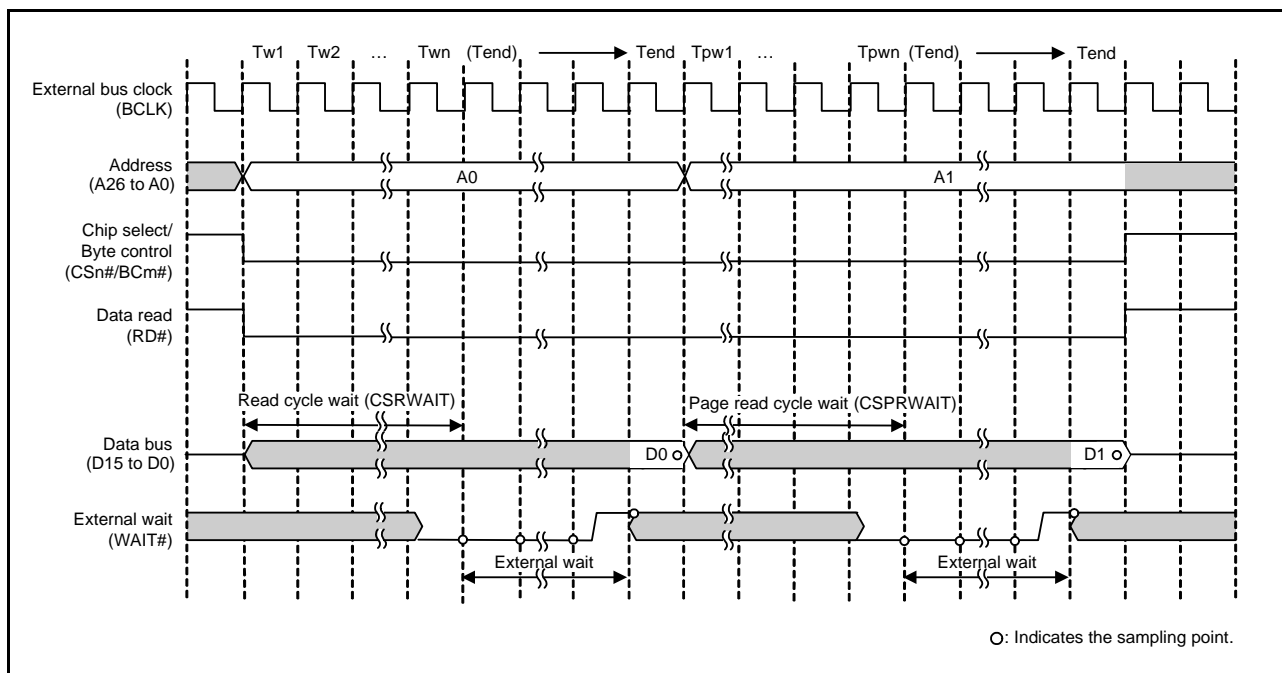 Tw1 Tw2 … Twn (Tend) Tend Tpw1 … Tpwn (Tend) Tend
External bus clock
(BCLK)
Address
(A26 to A0)
A0 A1
Chip select/
Byte control
(CSn#/BCm#)
Data read
(RD#)
Read cycle wait (CSRWAIT) Page read cycle wait (CSPRWAIT)
Data bus
(D15 to D0)
D0 D1
External wait
(WAIT#)
External wait External wait
O: Indicates the sampling point.